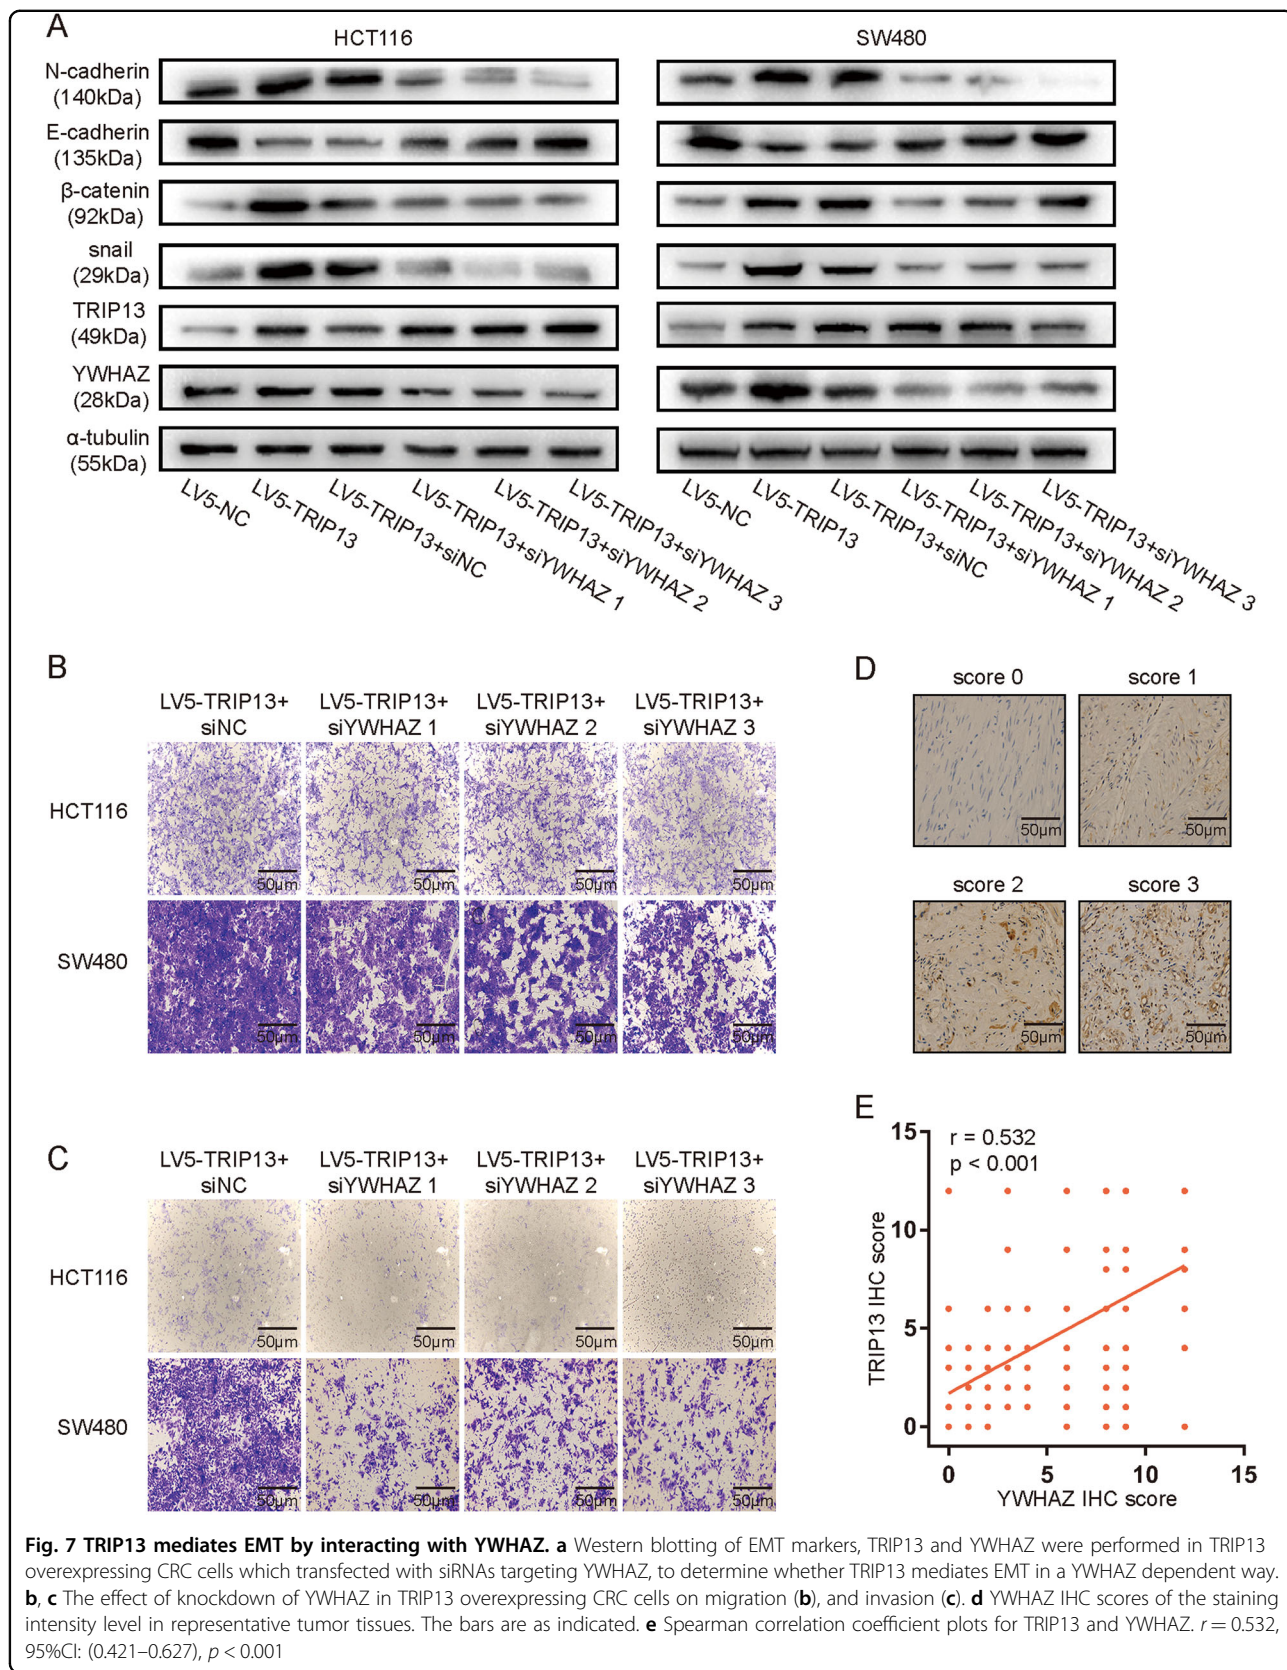 A
HCT116
SW480
N-cadherin
(140kDa)
E-cadherin
(135kDa)
β-catenin
(92kDa)
snail
(29kDa)
TRIP13
(49kDa)
YWHAZ
(28kDa)
α-tubulin
(55kDa)
LV5-NC
LV5-TRIP13
LV5-TRIP13+siNC
LV5-TRIP13+siYWHAZ 1
LV5-TRIP13+siYWHAZ 2
LV5-TRIP13+siYWHAZ 3
LV5-NC
LV5-TRIP13
LV5-TRIP13+siNC
LV5-TRIP13+siYWHAZ 1
LV5-TRIP13+siYWHAZ 2
LV5-TRIP13+siYWHAZ 3
B
LV5-TRIP13+ LV5-TRIP13+ LV5-TRIP13+ LV5-TRIP13+
siNC siYWHAZ 1 siYWHAZ 2 siYWHAZ 3
HCT116
50μm 50μm 50μm 50μm
SW480
50μm 50μm 50μm 50μm
C
LV5-TRIP13+ LV5-TRIP13+ LV5-TRIP13+ LV5-TRIP13+
siNC siYWHAZ 1 siYWHAZ 2 siYWHAZ 3
HCT116
50μm 50μm 50μm 50μm
SW480
50μm 50μm 50μm 50μm
D
score 0 score 1
50μm 50μm
score 2 score 3
50μm 50μm
E
r = 0.532
p < 0.001
TRIP13 IHC score
15
10
5
0
0 5 10 15
YWHAZ IHC score
Fig. 7 TRIP13 mediates EMT by interacting with YWHAZ. a Western blotting of EMT markers, TRIP13 and YWHAZ were performed in TRIP13
overexpressing CRC cells which transfected with siRNAs targeting YWHAZ, to determine whether TRIP13 mediates EMT in a YWHAZ dependent way.
b, c The effect of knockdown of YWHAZ in TRIP13 overexpressing CRC cells on migration (b), and invasion (c). d YWHAZ IHC scores of the staining
intensity level in representative tumor tissues. The bars are as indicated. e Spearman correlation coefficient plots for TRIP13 and YWHAZ. r = 0.532,
95%CI: (0.421–0.627), p < 0.001